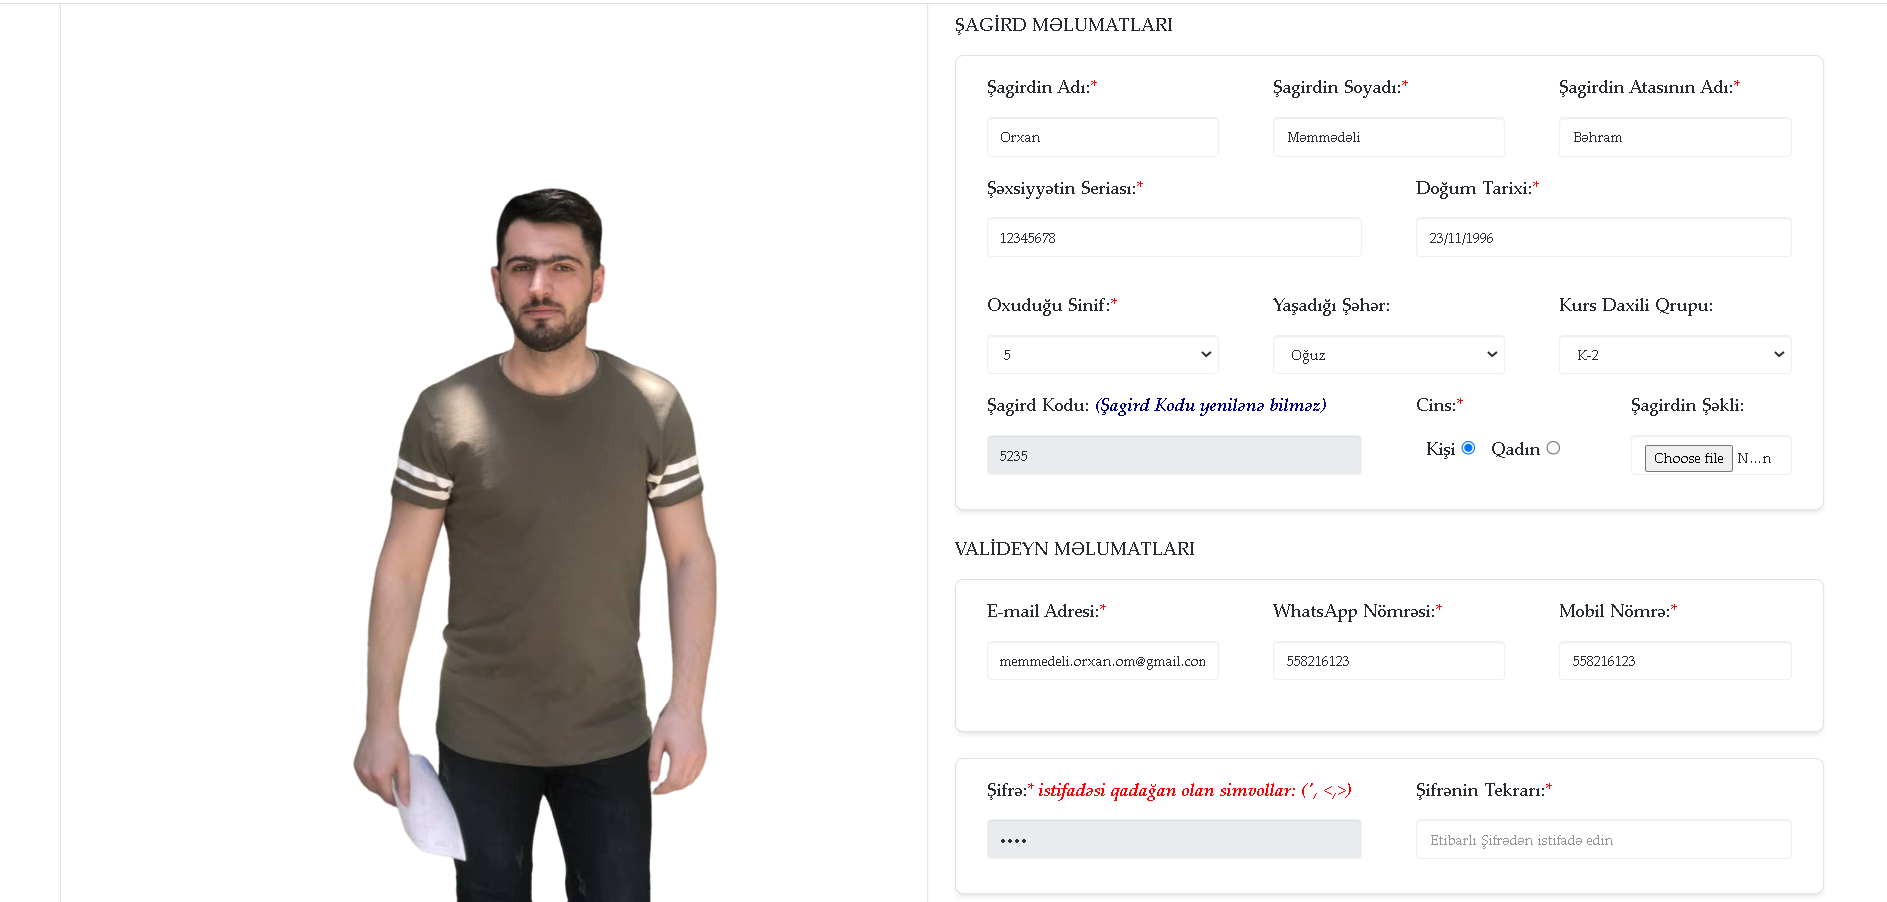 ŞAGİRD MƏLUMATLARI
Şagirdin Adı:* Şagirdin Soyadı:* Şagirdin Atasının Adı:*
Orxan Məmmədəli Bəhram
Şəxsiyyətin Seriası:* Doğum Tarixi:*
12345678 23/11/1996
Oxuduğu Sinif:* Yaşadığı Şəhər: Kurs Daxili Qrupu:
5 Oğuz K-2
Şagird Kodu: (Şagird Kodu yenilənə bilməz) Cins:* Şagirdin Şəkli:
Kişi Qadın
5235 Choose file N...n
VALİDEYN MƏLUMATLARI
E-mail Adresi:* WhatsApp Nömrəsi:* Mobil Nömrə:*
memmedeli.orxan.om@gmail.con 558216123 558216123
Şifrə:* istifadəsi qadağan olan simvollar: (', <,>) Şifrənin Tekrarı:*
•••• Etibarlı Şifrədən istifadə edin